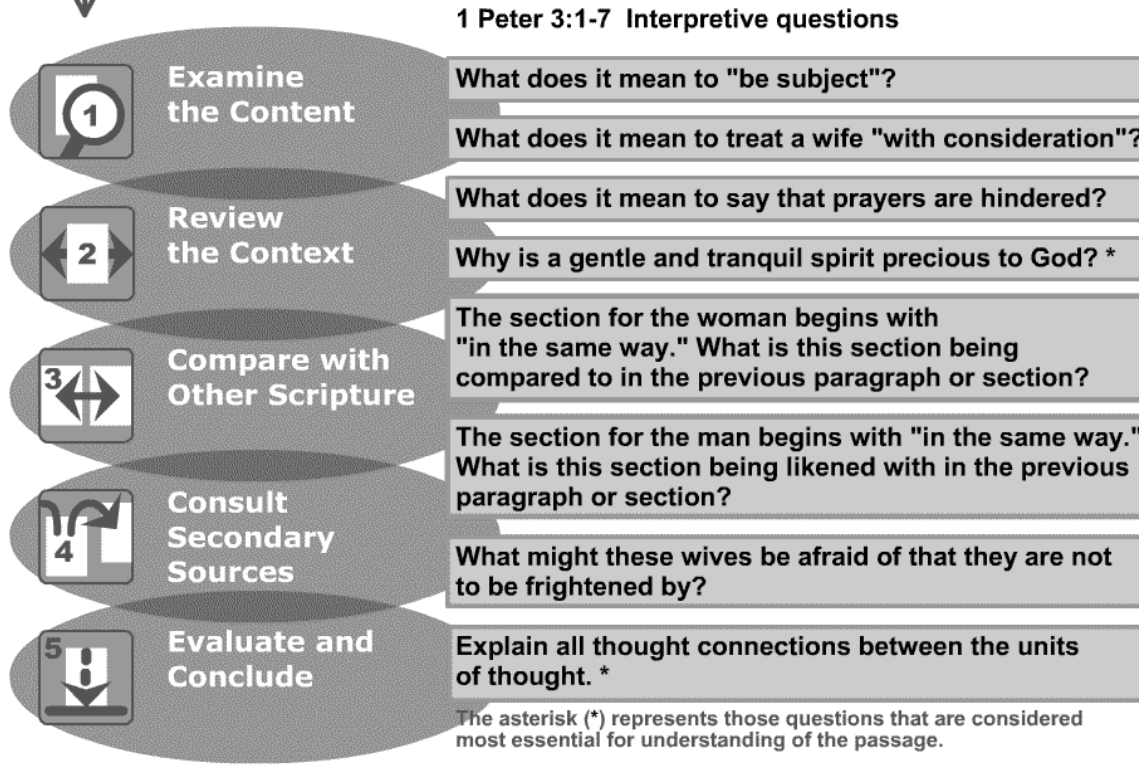 1 Peter 3:1-7 Interpretive questions
1
Examine
the Content
2
Review
the Context
3
Compare with
Other Scripture
4
Consult
Secondary
Sources
5
Evaluate and
Conclude
What does it mean to "be subject"?
What does it mean to treat a wife "with consideration"?
What does it mean to say that prayers are hindered?
Why is a gentle and tranquil spirit precious to God? *
The section for the woman begins with
"in the same way." What is this section being
compared to in the previous paragraph or section?
The section for the man begins with "in the same way."
What is this section being likened with in the previous
paragraph or section?
What might these wives be afraid of that they are not
to be frightened by?
Explain all thought connections between the units
of thought. *
The asterisk (*) represents those questions that are considered
most essential for understanding of the passage.